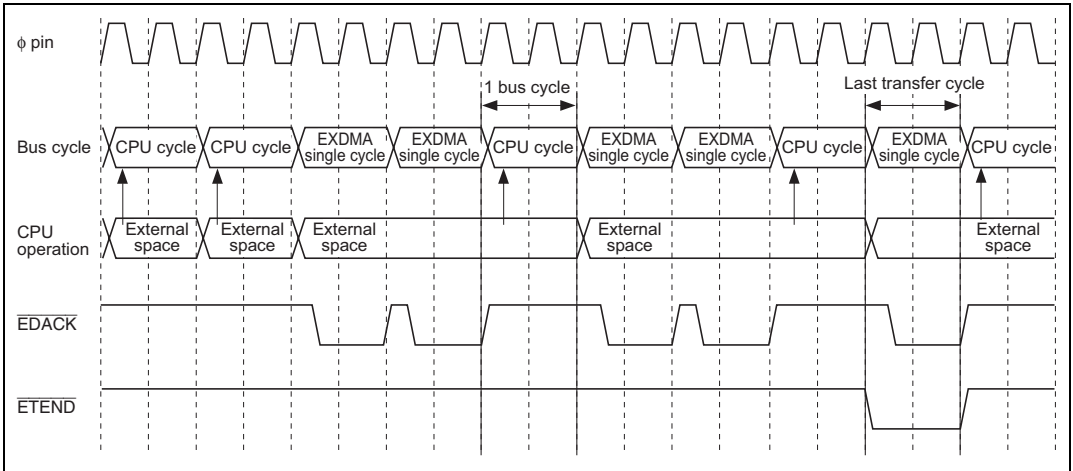 ϕ pin
1 bus cycle
Last transfer cycle
Bus cycle
CPU cycle
CPU cycle
EXDMA
single cycle
EXDMA
single cycle
CPU cycle
EXDMA
single cycle
EXDMA
single cycle
CPU cycle
EXDMA
single cycle
CPU cycle
CPU
operation
External
space
External
space
External
space
External
space
External
space
EDACK
ETEND